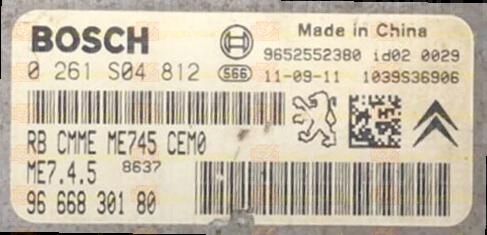 BOSCH
Made in China
9652552380 id02 0029
0 261 S04 812 566 11-09-11 1039S36906
RB CMME ME745 CEM0
ME7.4.5 8637
96 668 301 80